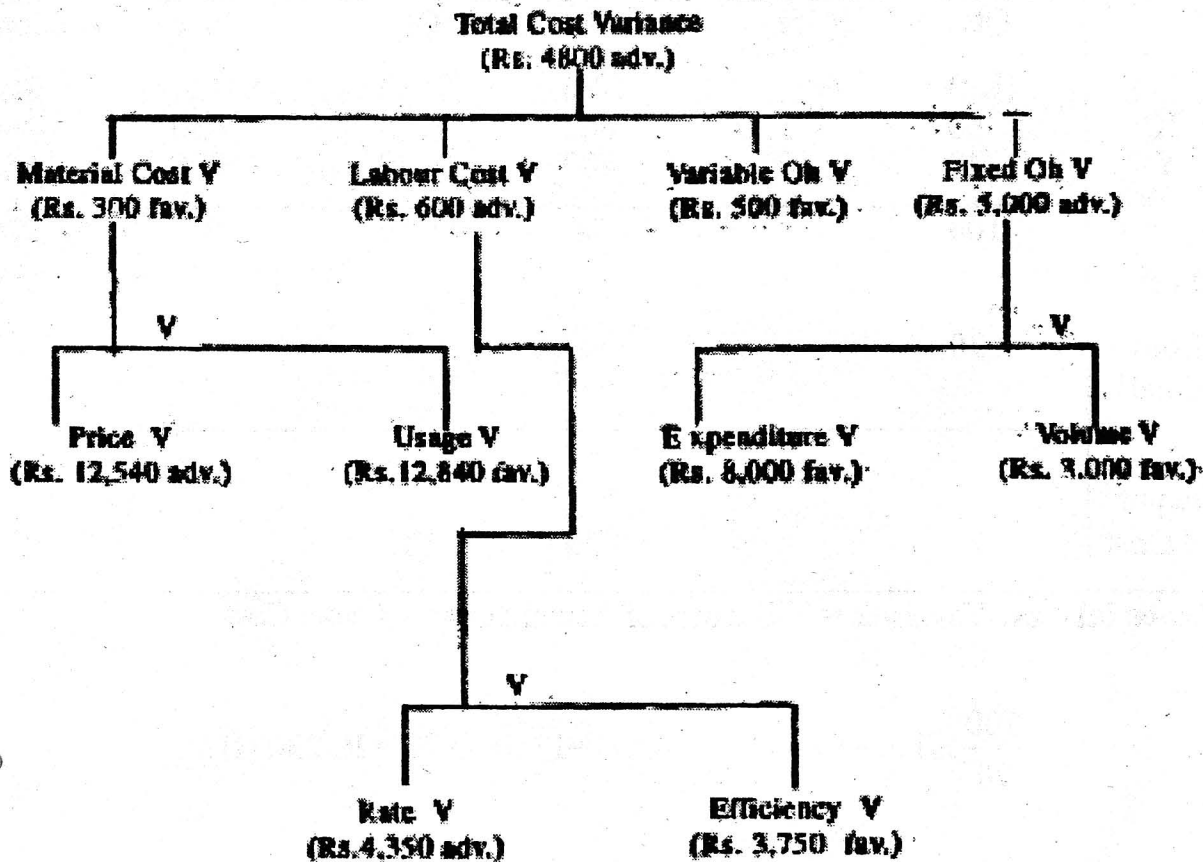 Total Cost Variance
(Rs. 4800 adv.)
Material Cost V
(Rs. 300 fav.)
Labour Cost V
(Rs. 600 adv.)
Variable Oh V
(Rs. 500 fav.)
Fixed Oh V
(Rs. 5,000 adv.)
V
V
Price V
(Rs. 12,540 adv.)
Usage V
(Rs. 12,840 fav.)
Expenditure V
(Rs. 8,000 fav.)
Volume V
(Rs. 3.000 fav.)
V
Rate V
(Rs. 4,350 adv.)
Efficiency V
(Rs. 3,750 fav.)